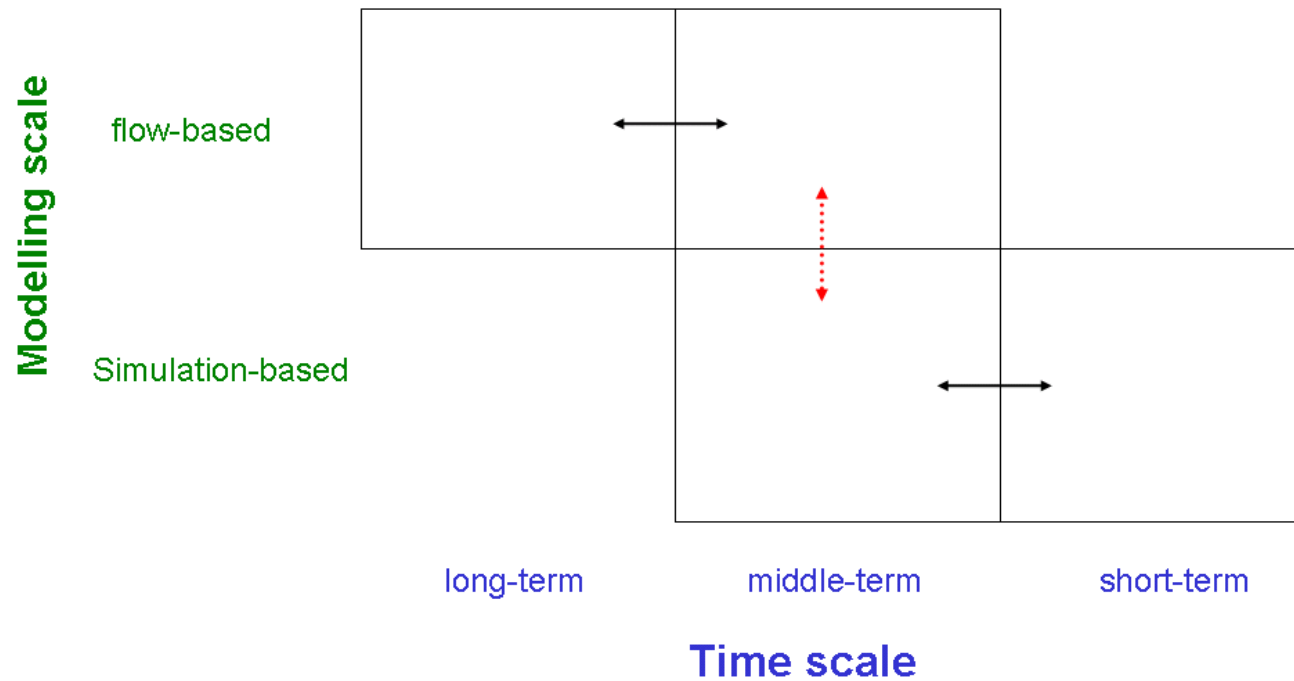 Modelling scale
flow-based
Simulation-based
long-term
middle-term
short-term
Time scale